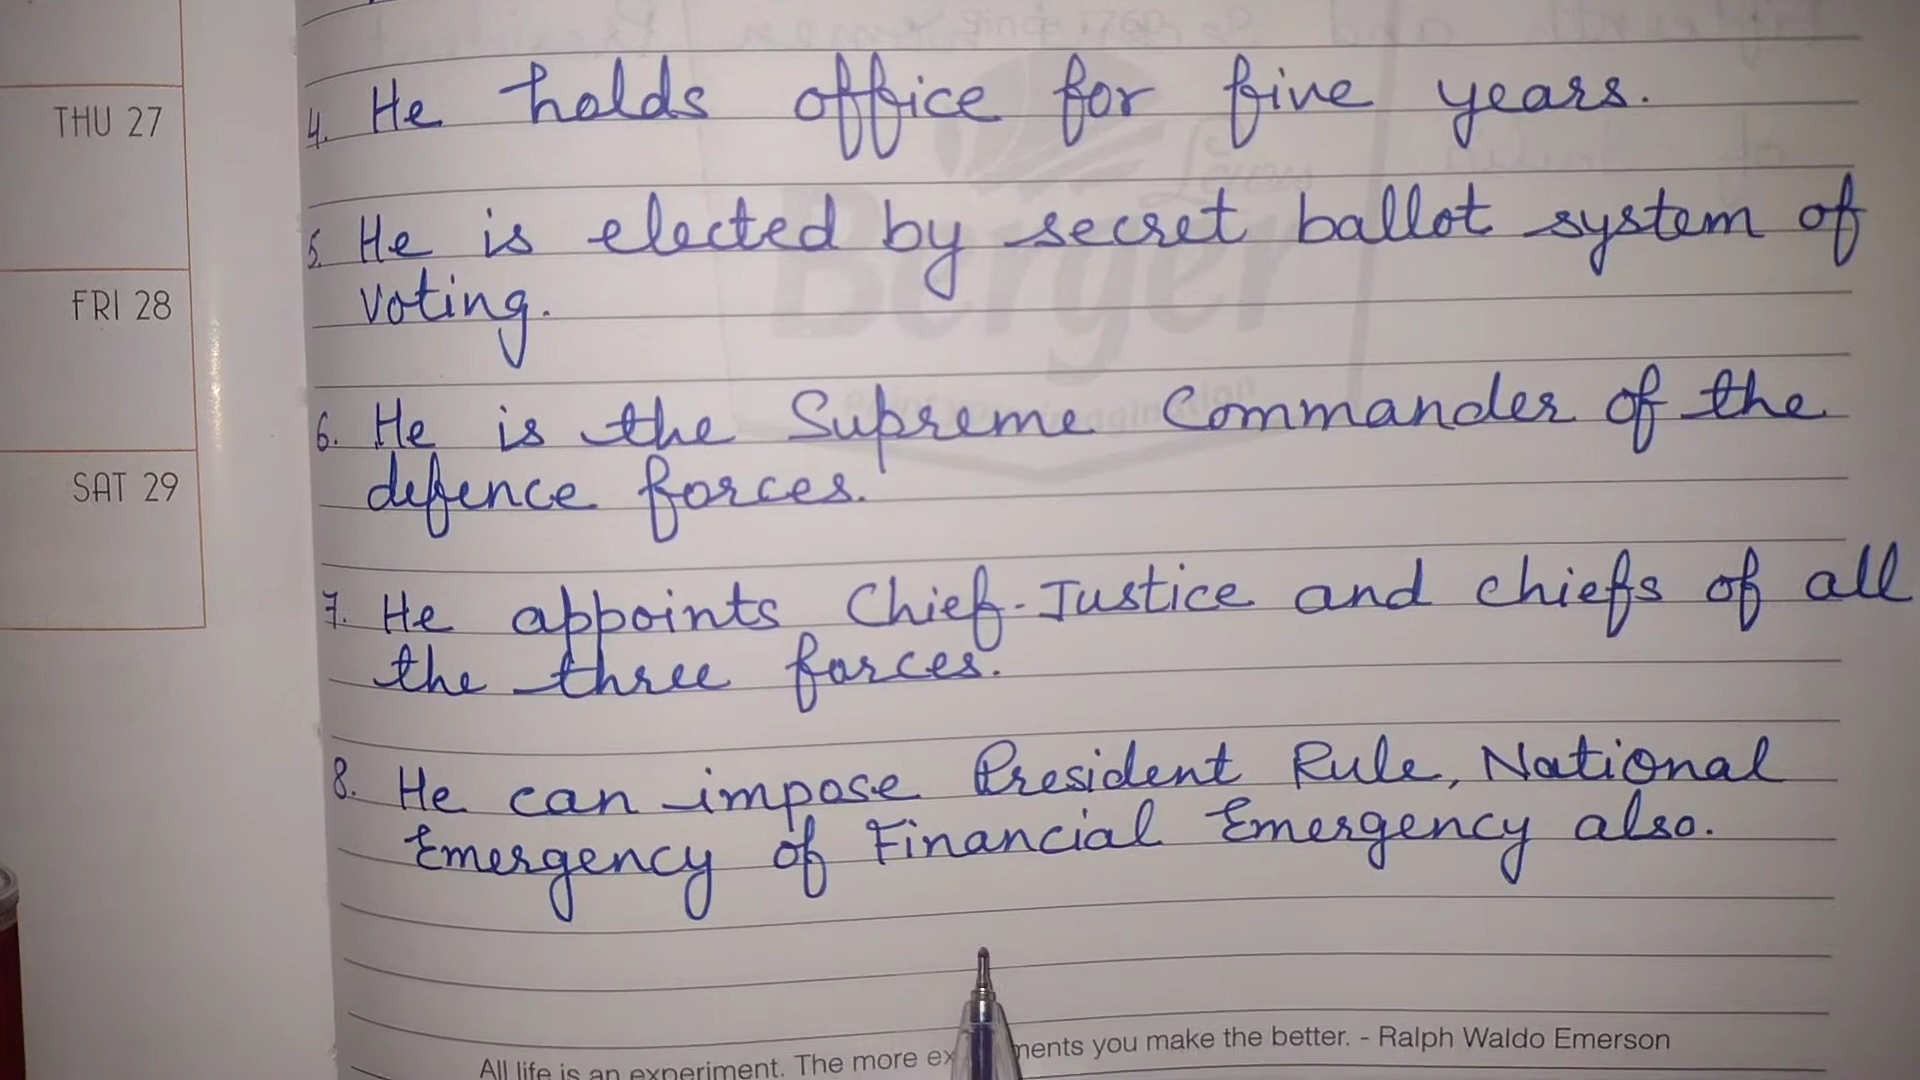 THU 27
FRI 28
SAT 29
4. He holds office for five years.
5. He is elected by secret ballot system of
voting.
6. He is the Supreme Commander of the
defence forces.
7. He appoints Chief-Justice and chiefs of all
the three forces.
8. He can impose President Rule, National
Emergency of Financial Emergency also.
All life is an experiment. The more ex ments you make the better. - Ralph Waldo Emerson
Berger
Since 1760